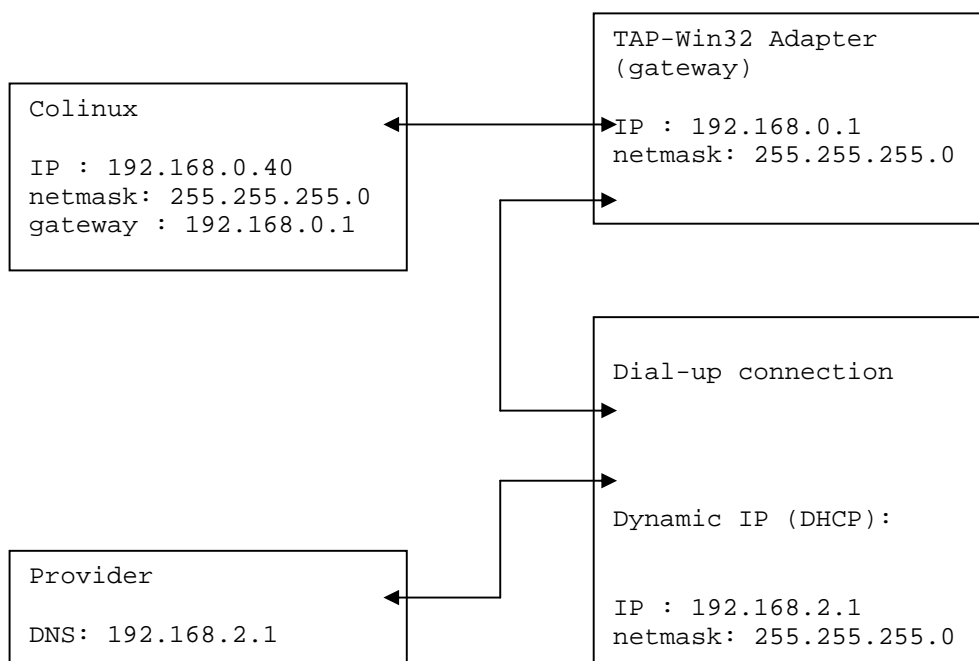 TAP-Win32 Adapter
(gateway)
IP : 192.168.0.1
netmask: 255.255.255.0
Colinux
IP : 192.168.0.40
netmask: 255.255.255.0
gateway : 192.168.0.1
Dial-up connection
Dynamic IP (DHCP):
IP : 192.168.2.1
netmask: 255.255.255.0
Provider
DNS: 192.168.2.1